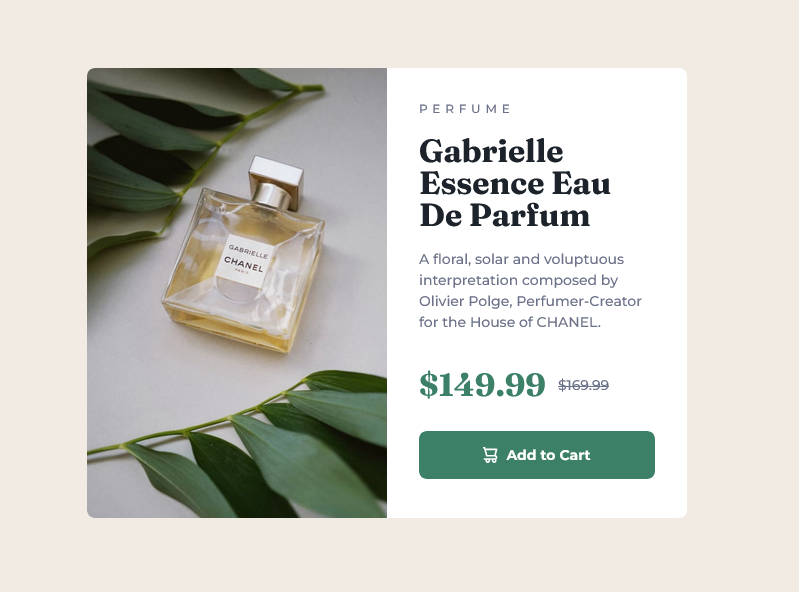 GABRIELLE
CHANEL
PARIS
PERFUME
Gabrielle
Essence Eau
De Parfum
A floral, solar and voluptuous
interpretation composed by
Olivier Polge, Perfumer-Creator
for the House of CHANEL.
$149.99 $169.99
Add to Cart